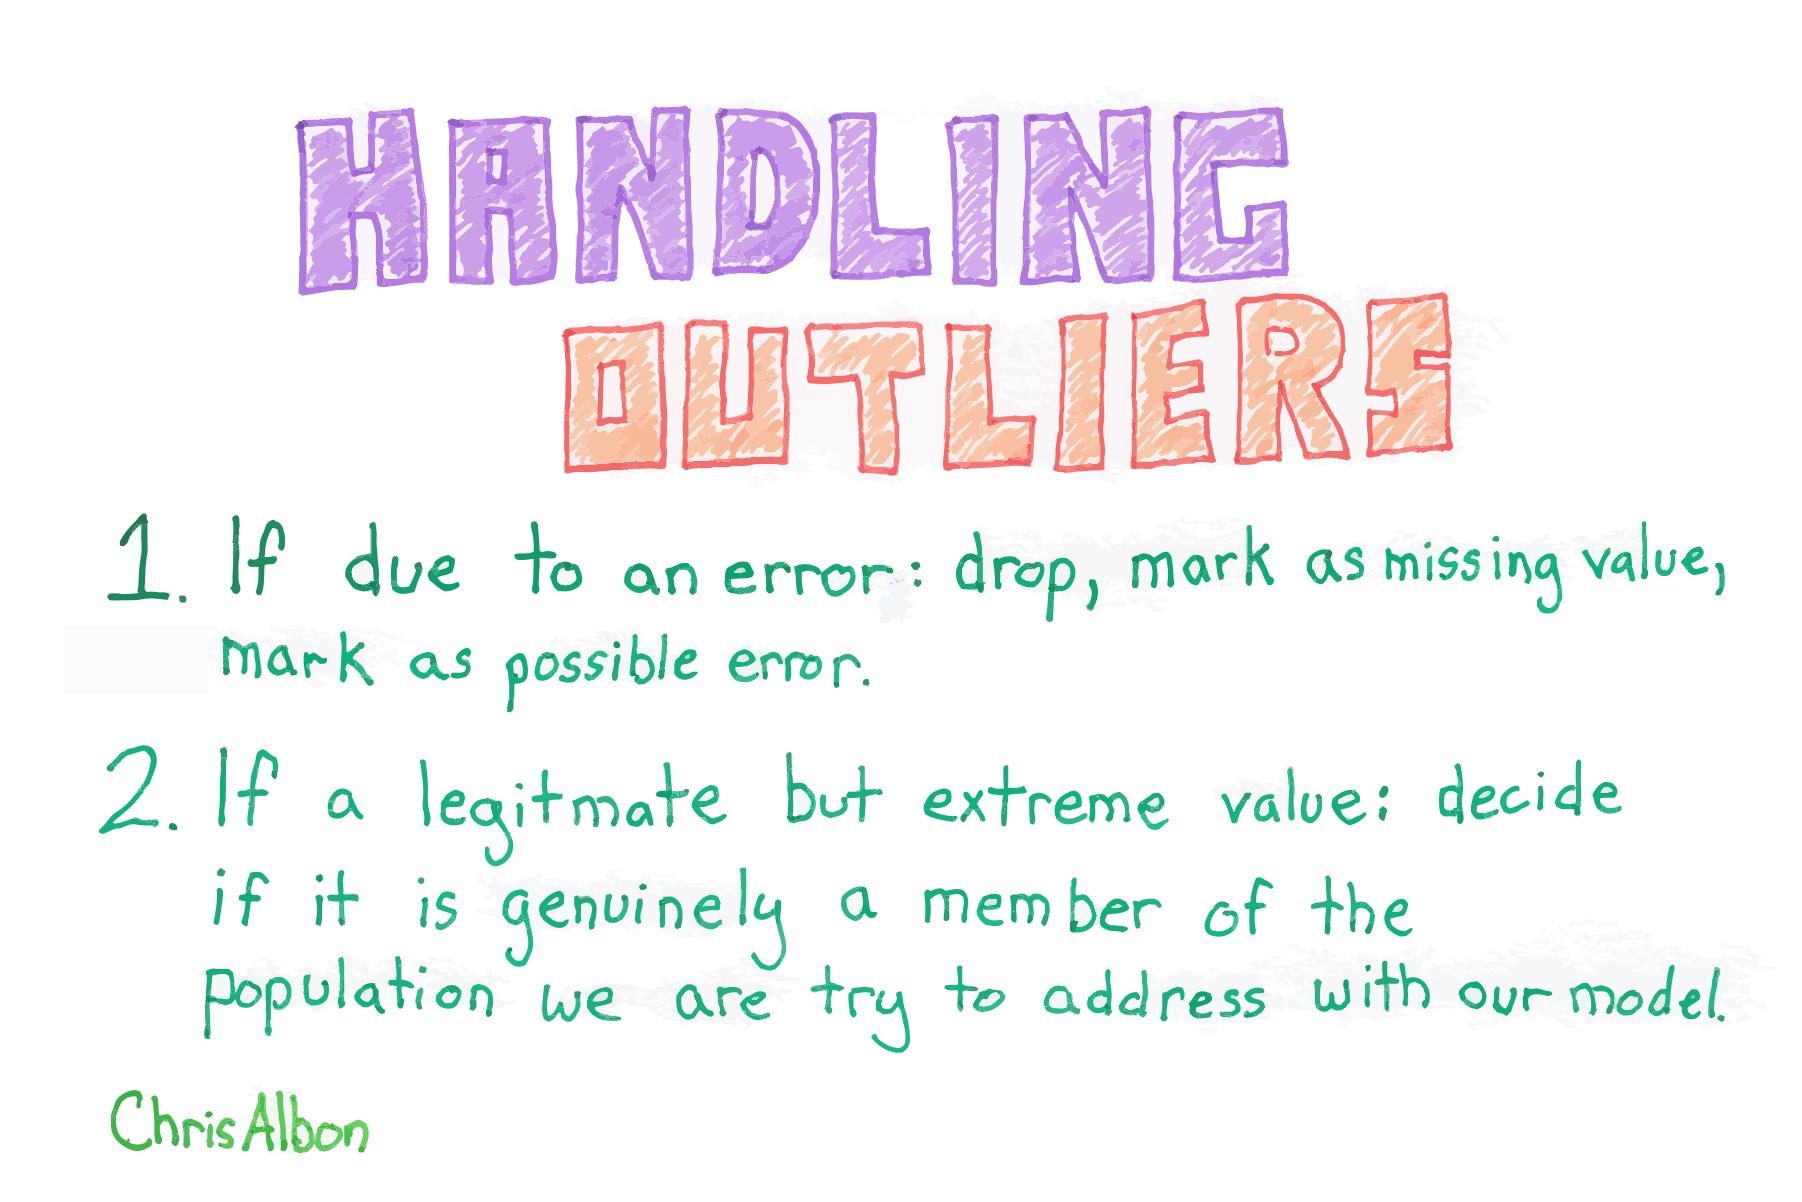 HANDLING
OUTLIERS
1. If due to an error: drop, mark as missing value,
mark as possible error.
2. If a legitmate but extreme value: decide
if it is genuinely a member of the
population we are try to address with our model.
Chris Albon